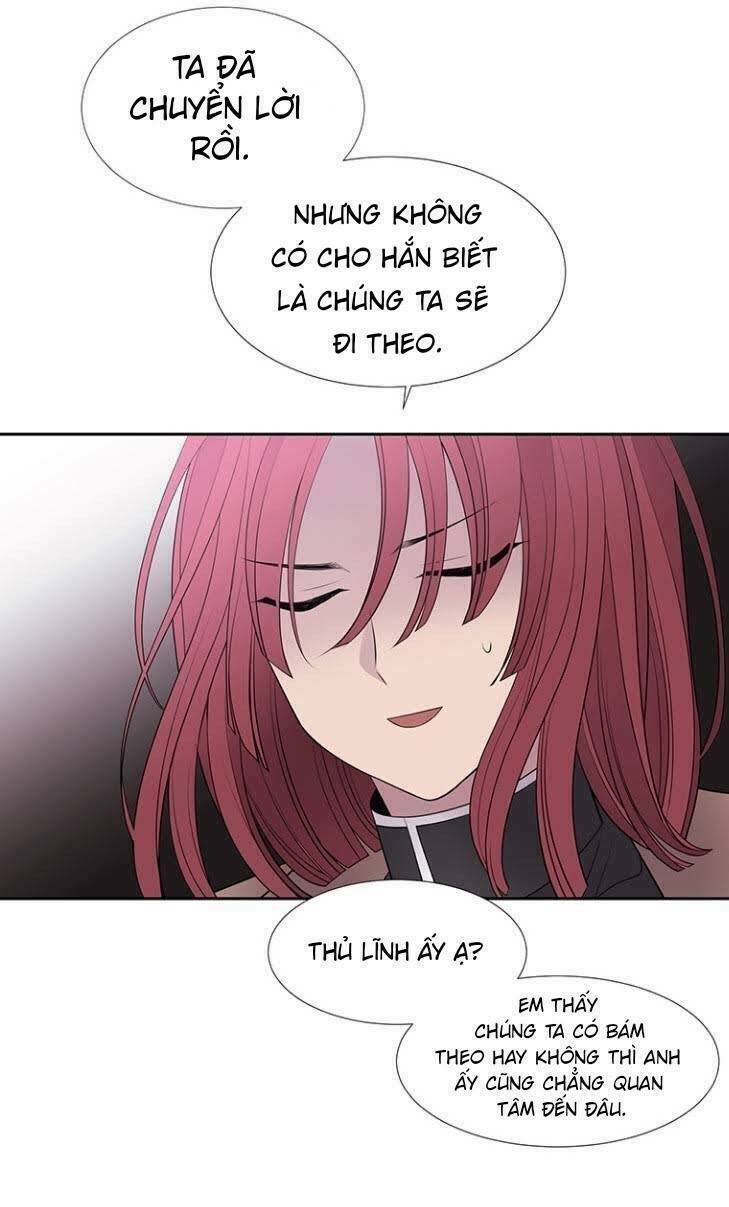 TA ĐÃ
CHUYỂN LỜI
RỒI.
NHƯNG KHÔNG
CÓ CHO HẮN BIẾT
LÀ CHÚNG TA SẼ
ĐI THEO.
THỦ LĨNH ẤY Ạ?
EM THẤY
CHÚNG TA CÓ BÁM
THEO HAY KHÔNG THÌ ANH
ẤY CŨNG CHẲNG QUAN
TÂM ĐẾN ĐÂU.